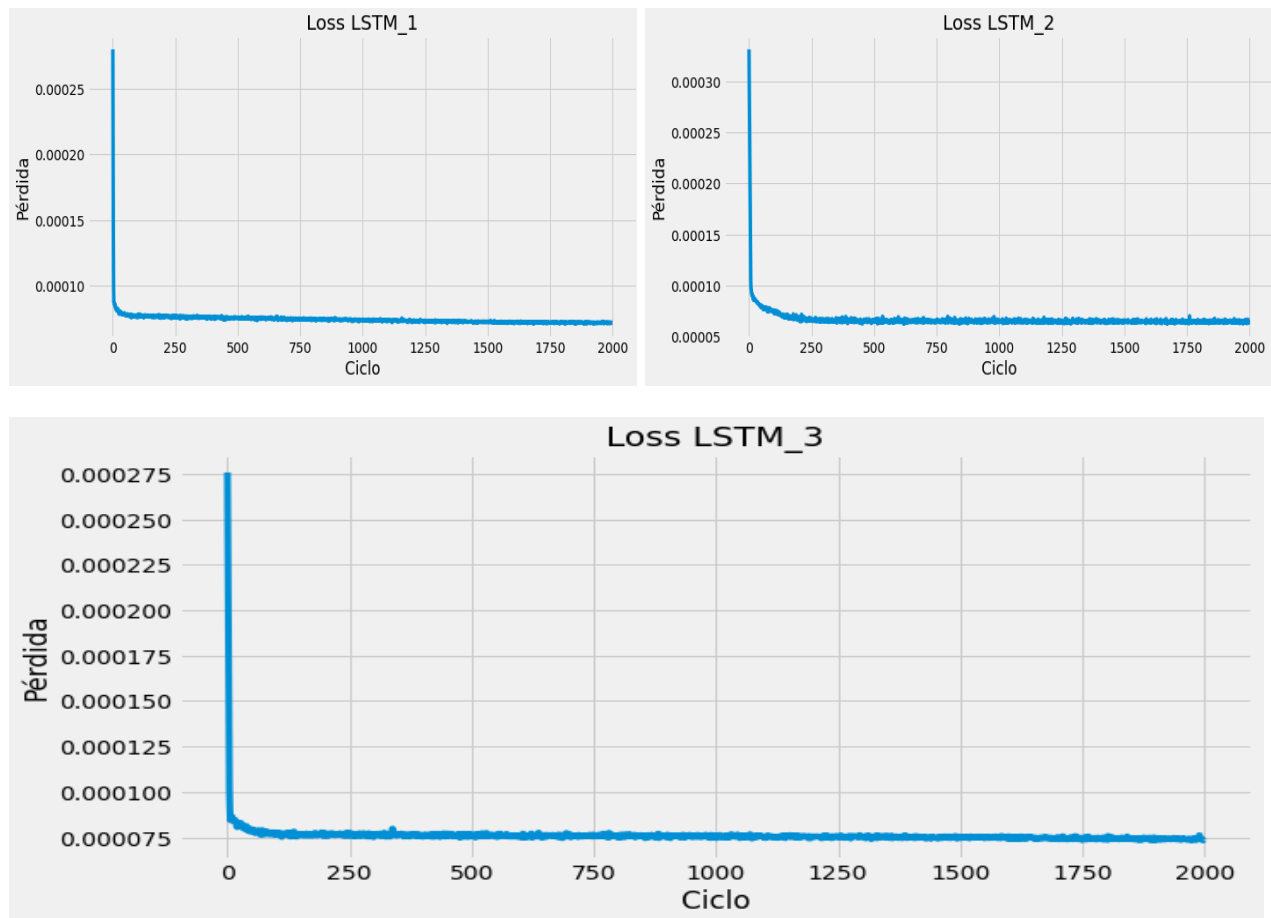 Loss LSTM_1
Pérdida
0.00025
0.00020
0.00015
0.00010
0 250 500 750 1000 1250 1500 1750 2000
Ciclo
Loss LSTM_2
Pérdida
0.00030
0.00025
0.00020
0.00015
0.00010
0.00005
0 250 500 750 1000 1250 1500 1750 2000
Ciclo
Loss LSTM_3
Pérdida
0.000275
0.000250
0.000225
0.000200
0.000175
0.000150
0.000125
0.000100
0.000075
0 250 500 750 1000 1250 1500 1750 2000
Ciclo